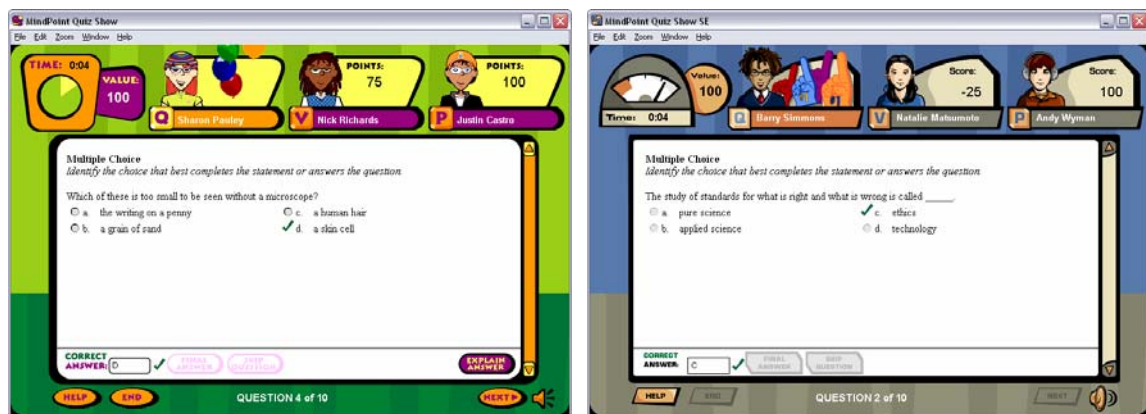 MindPoint Quiz Show
File Edit Zoom Window Help
TIME: 0:04
VALUE:
100
POINTS:
75
POINTS:
100
Q Sharon Pauley
V Nick Richards
P Justin Castro
Multiple Choice
Identify the choice that best completes the statement or answers the question
Which of these is too small to be seen without a microscope?
a. the writing on a penny
c. a human hair
b. a grain of sand
d. a skin cell
CORRECT
ANSWER: D
FINAL
ANSWER
SKIP
QUESTION
EXPLAIN
ANSWER
HELP
END
QUESTION 4 of 10
NEXT
MindPoint Quiz Show SE
File Edit Zoom Window Help
Value:
100
Time: 0:04
Score:
-25
Score:
100
Q Barry Simmons
V Natalie Matsumoto
P Andy Wyman
Multiple Choice
Identify the choice that best completes the statement or answers the question
The study of standards for what is right and what is wrong is called _____.
a. pure science
c. ethics
b. applied science
d. technology
CORRECT
ANSWER: C
FINAL
ANSWER
SKIP
QUESTION
HELP
END
QUESTION 2 of 10
NEXT